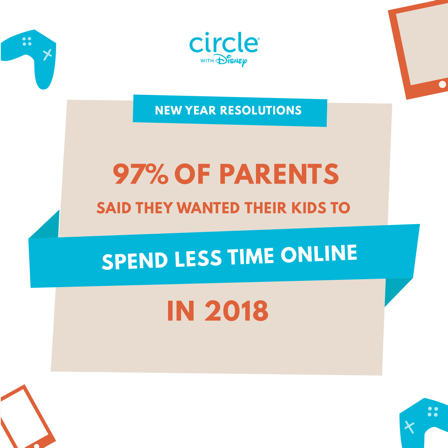 circle
WITH Disney
NEW YEAR RESOLUTIONS
97% OF PARENTS
SAID THEY WANTED THEIR KIDS TO
SPEND LESS TIME ONLINE
IN 2018